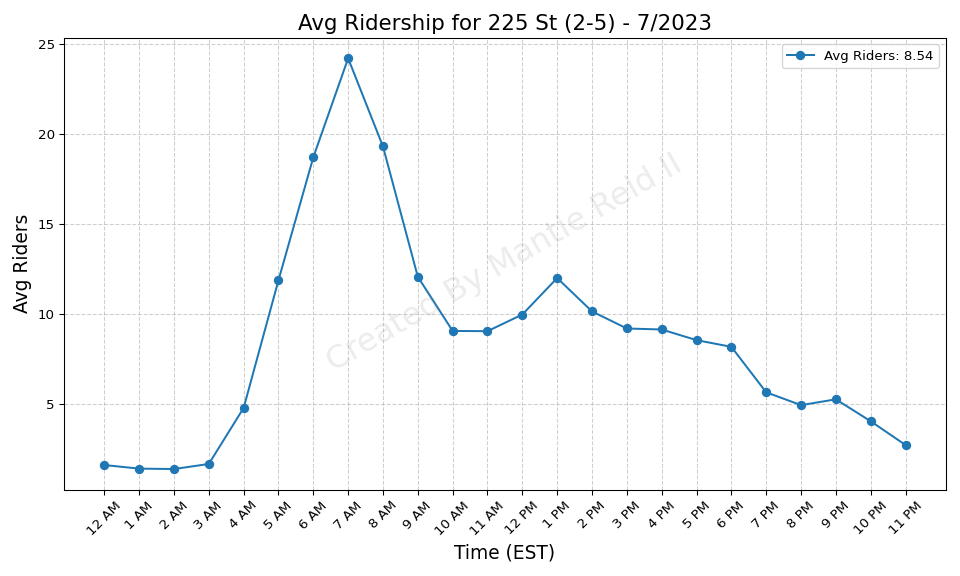 Avg Ridership for 225 St (2-5) - 7/2023
Avg Riders: 8.54
Avg Riders
25
20
15
10
5
Created By Mantle Reid II
12 AM
1 AM
2 AM
3 AM
4 AM
5 AM
6 AM
7 AM
8 AM
9 AM
10 AM
11 AM
12 PM
1 PM
2 PM
3 PM
4 PM
5 PM
6 PM
7 PM
8 PM
9 PM
10 PM
11 PM
Time (EST)